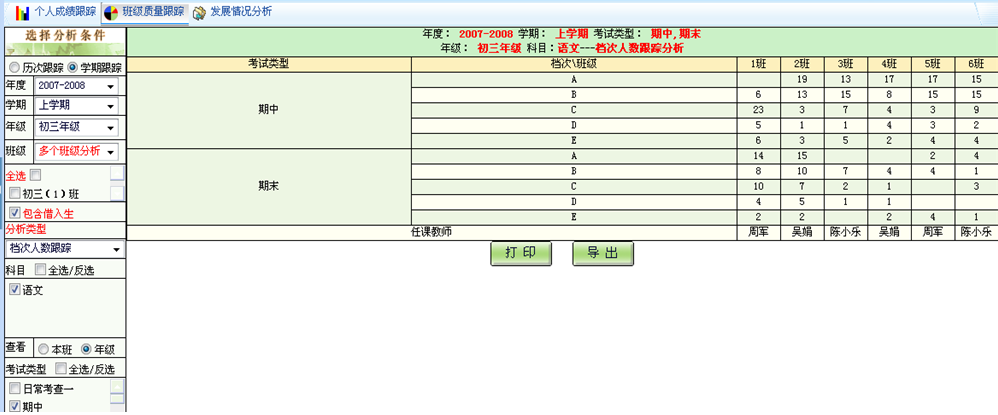 个人成绩跟踪 班级质量跟踪 发展情况分析
选择分析条件
历次跟踪 学期跟踪
年度 2007-2008
学期 上学期
年级 初三年级
班级 多个班级分析
全选
初三（1）班
包含借入生
分析类型
档次人数跟踪
科目 全选/反选
语文
查看 本班 年级
考试类型 全选/反选
日常考查一
期中
年度： 2007-2008 学期： 上学期 考试类型： 期中,期末
年级： 初三年级 科目：语文---档次人数跟踪分析
考试类型 档次\班级 1班 2班 3班 4班 5班 6班
期中
A 19 13 17 17 15
B 6 13 15 8 15 15
C 23 3 7 4 3 9
D 5 1 1 4 3 2
E 6 3 5 2 4 4
期末
A 14 15 2 4
B 8 10 7 4 4 1
C 10 7 2 1 3
D 4 5 1 1
E 2 2 2 4 1
任课教师 周军 吴娟 陈小乐 吴娟 周军 陈小乐
打 印 导 出